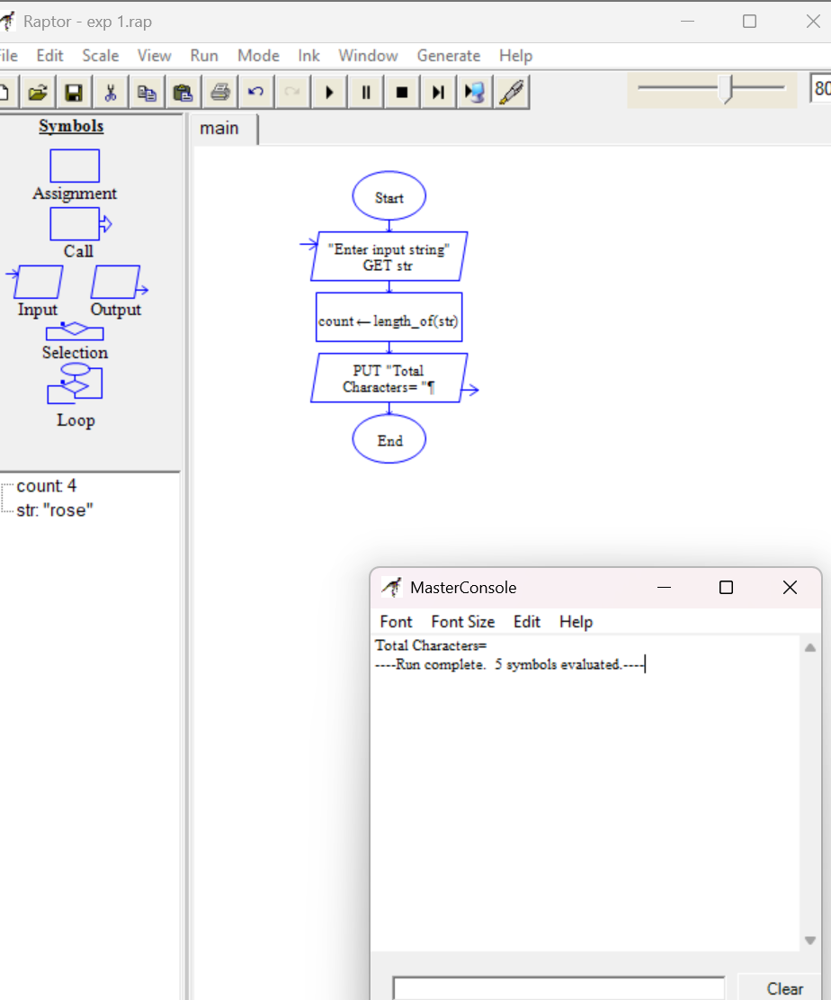 Raptor - exp 1.rap
ile Edit Scale View Run Mode Ink Window Generate Help
80
Symbols
Assignment
Call
Input Output
Selection
Loop
count: 4
str: "rose"
main
Start
"Enter input string"
GET str
count ← length_of(str)
PUT "Total
Characters= "¶
End
MasterConsole
Font Font Size Edit Help
Total Characters=
----Run complete.  5 symbols evaluated.----
Clear